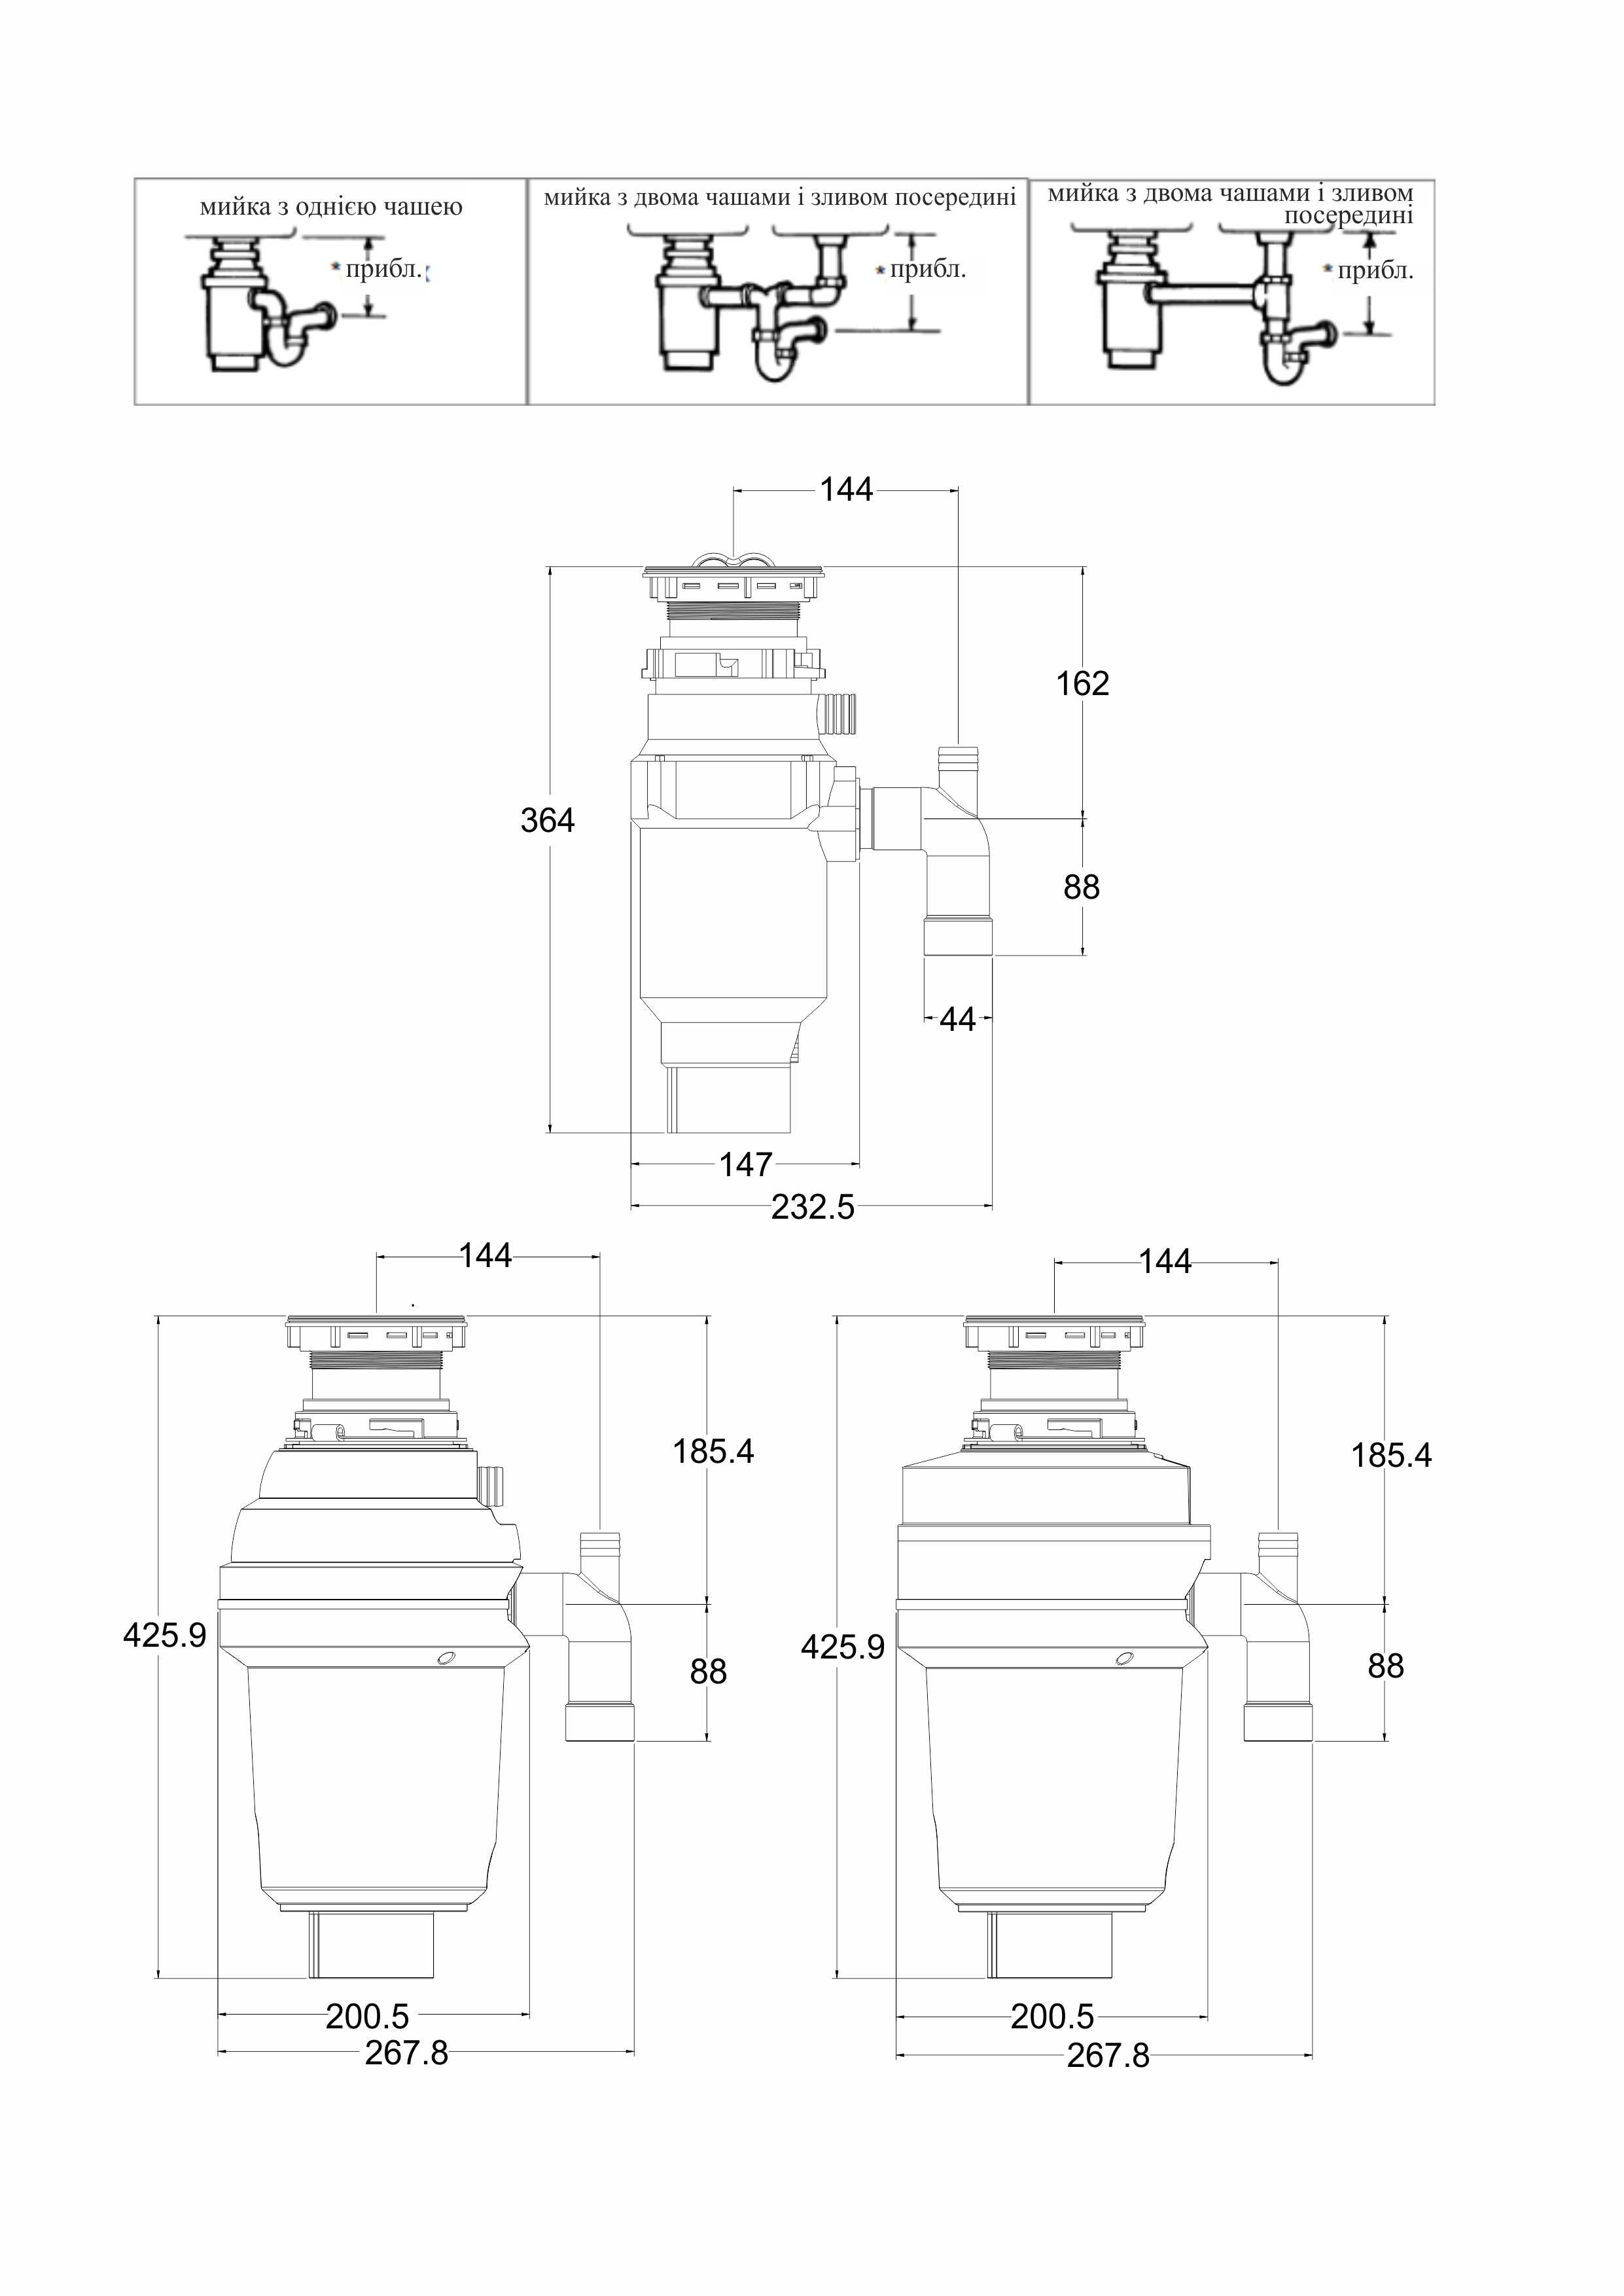 мийка з однією чашею
* прибл.
мийка з двома чашами і зливом посередині
* прибл.
мийка з двома чашами і зливом
посередині
* прибл.
144
162
364
88
44
147
232.5
144
185.4
425.9
88
200.5
267.8
144
185.4
425.9
88
200.5
267.8